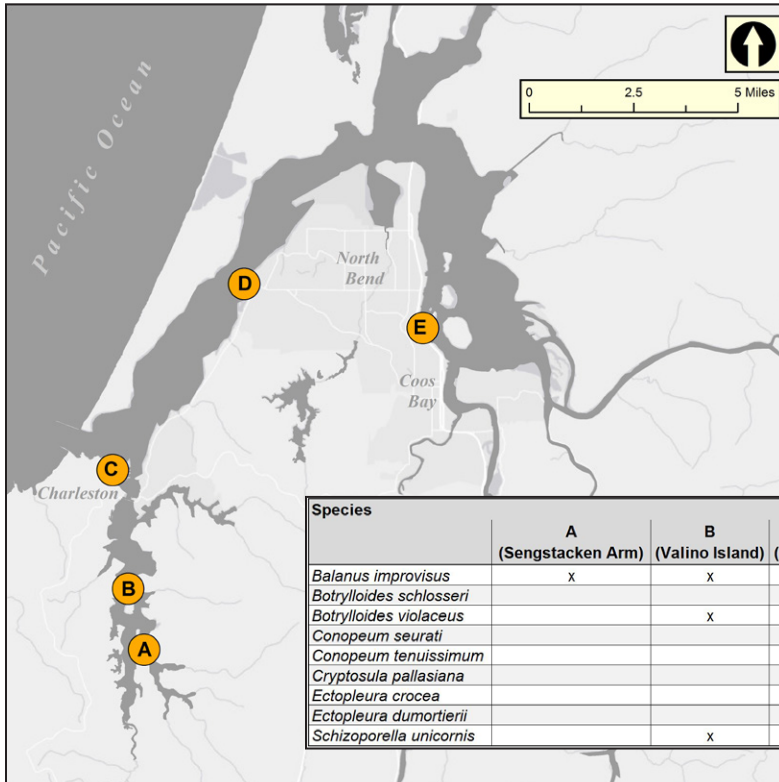 Pacific Ocean
0 2.5 5 Miles
D
North
Bend
E
Coos
Bay
C
Charleston
B
A
Species
A B
(Sengstacken Arm) (Valino Island) (
Balanus improvisus x x
Botrylloides schlosseri
Botrylloides violaceus x
Conopeum seurati
Conopeum tenuissimum
Cryptosula pallasiana
Ectopleura crocea
Ectopleura dumortierii
Schizoporella unicornis x